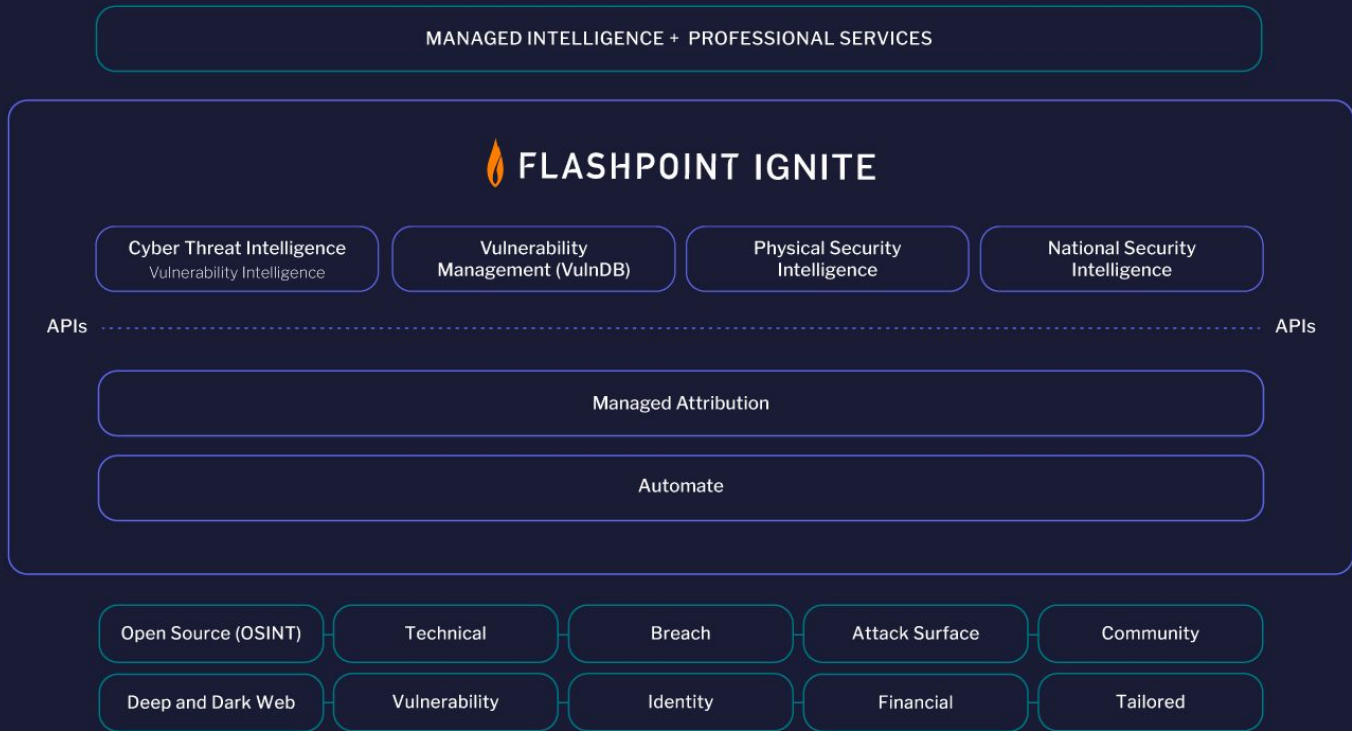 MANAGED INTELLIGENCE + PROFESSIONAL SERVICES
FLASHPOINT IGNITE
Cyber Threat Intelligence
Vulnerability Intelligence
Vulnerability
Management (VulnDB)
Physical Security
Intelligence
National Security
Intelligence
APIs
APIs
Managed Attribution
Automate
Open Source (OSINT)
Technical
Breach
Attack Surface
Community
Deep and Dark Web
Vulnerability
Identity
Financial
Tailored